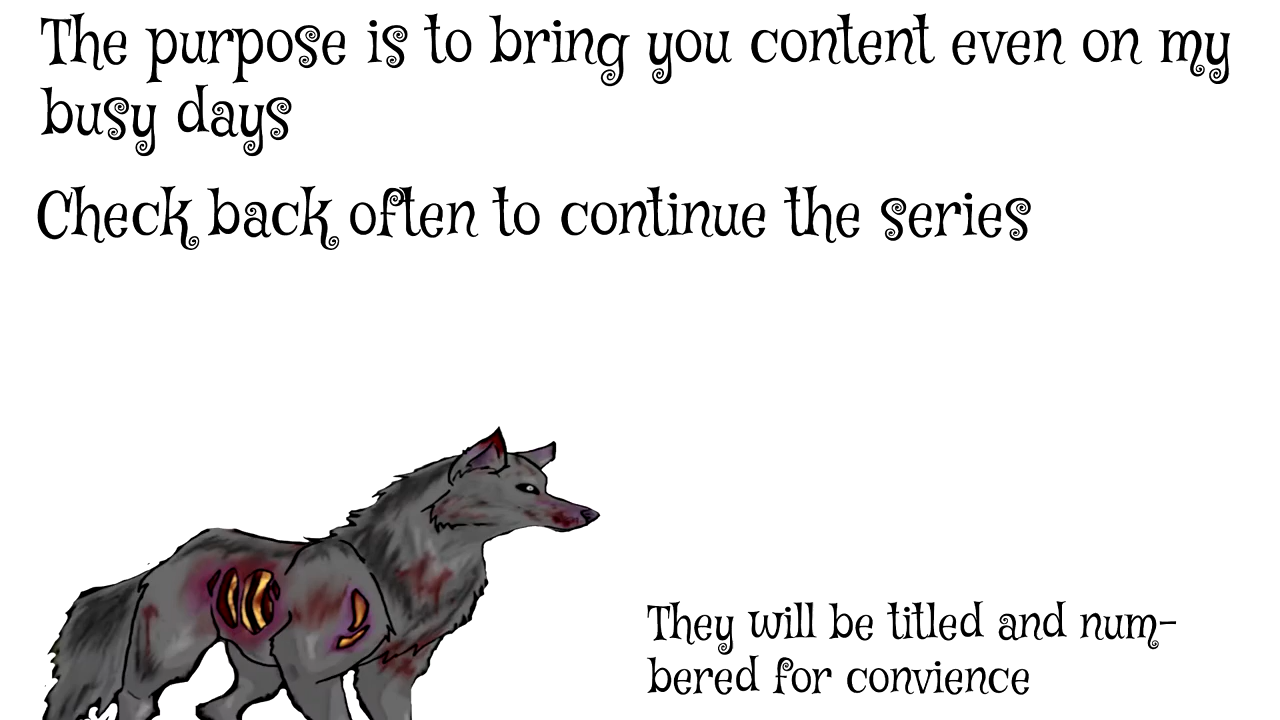 The purpose is to bring you content even on my
busy days
Check back often to continue the series
They will be titled and num-
bered for convience